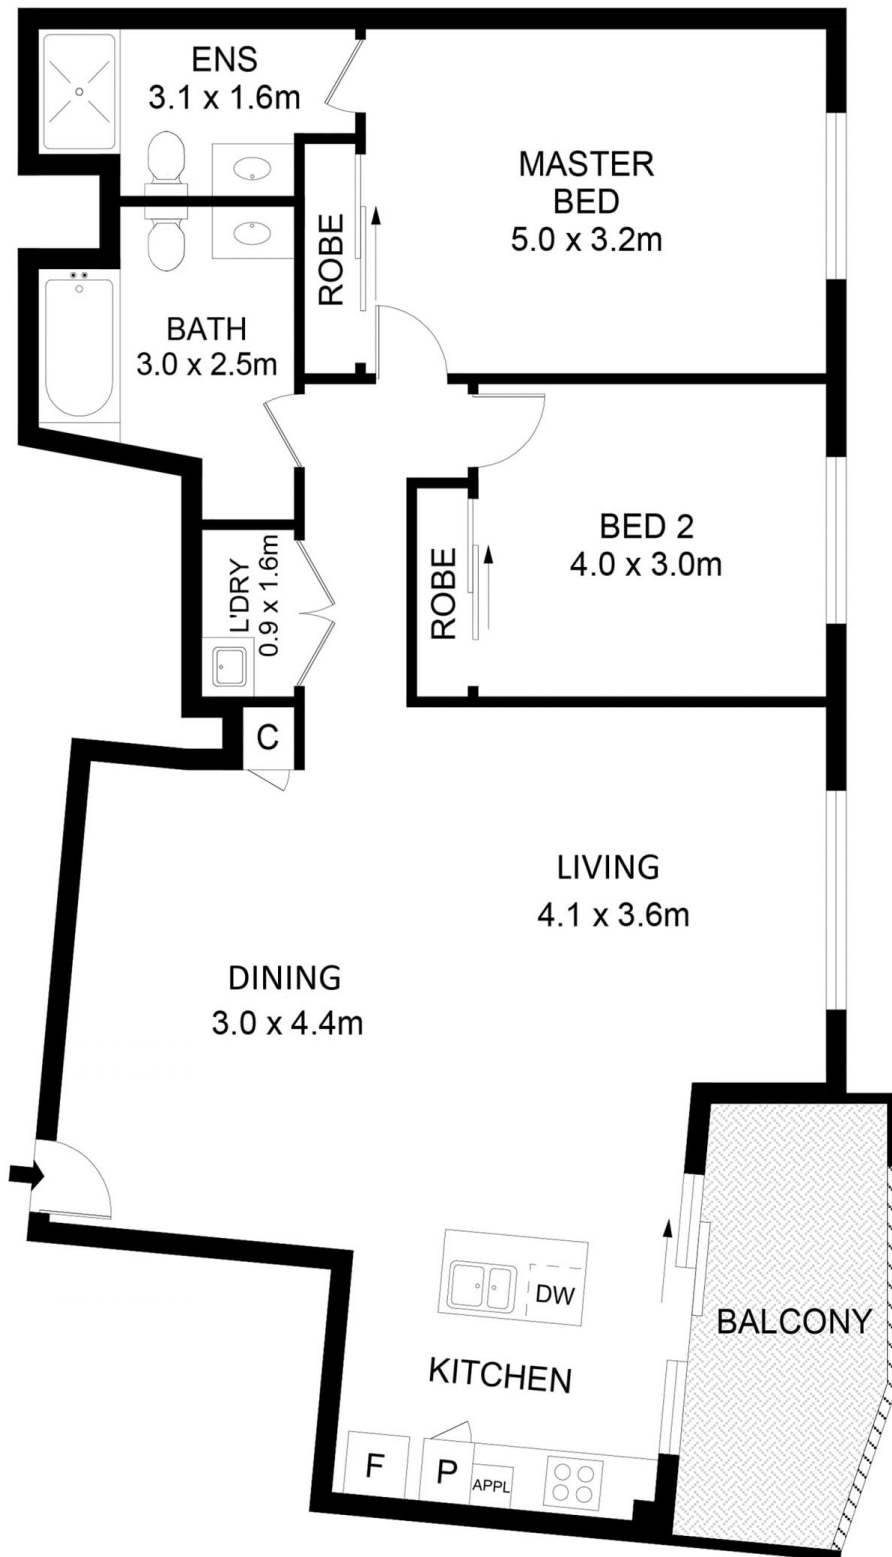 ENS
3.1 x 1.6m
MASTER
BED
5.0 x 3.2m
ROBE
BATH
3.0 x 2.5m
BED 2
4.0 x 3.0m
ROBE
L'DRY
0.9 x 1.6m
C
LIVING
4.1 x 3.6m
DINING
3.0 x 4.4m
DW
BALCONY
KITCHEN
F
P
APPL